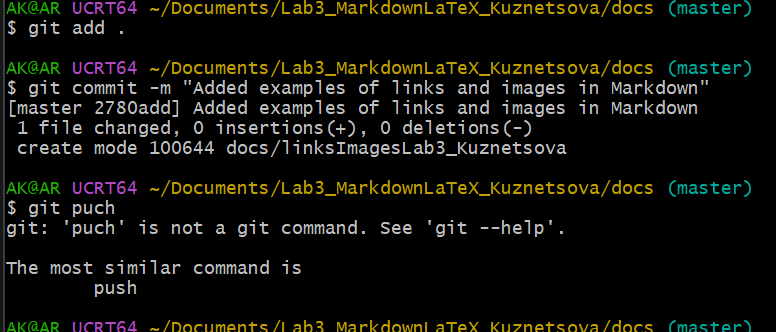 AK@AR UCRT64 ~/Documents/Lab3_MarkdownLaTeX_Kuznetsova/docs (master)
$ git add .
AK@AR UCRT64 ~/Documents/Lab3_MarkdownLaTeX_Kuznetsova/docs (master)
$ git commit -m "Added examples of links and images in Markdown"
[master 2780add] Added examples of links and images in Markdown
 1 file changed, 0 insertions(+), 0 deletions(-)
 create mode 100644 docs/linksImagesLab3_Kuznetsova
AK@AR UCRT64 ~/Documents/Lab3_MarkdownLaTeX_Kuznetsova/docs (master)
$ git puch
git: 'puch' is not a git command. See 'git --help'.
The most similar command is
        push
AK@AR UCRT64 ~/Documents/Lab3_MarkdownLaTeX_Kuznetsova/docs (master)